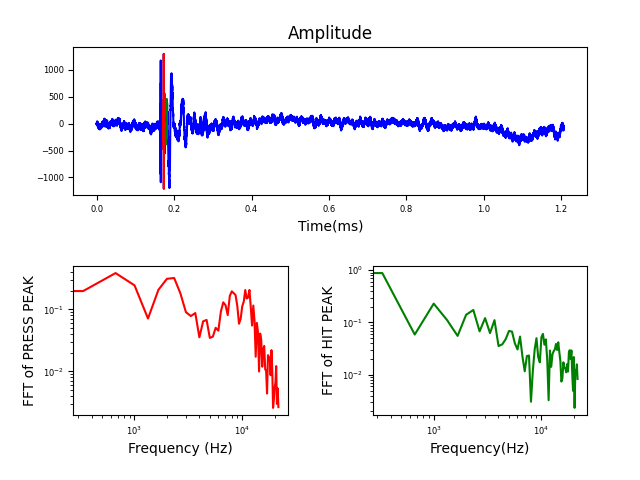 Amplitude
1000
500
0
−500
−1000
0.0 0.2 0.4 0.6 0.8 1.0 1.2
Time(ms)
FFT of PRESS PEAK
10⁻¹
10⁻²
10³ 10⁴
Frequency (Hz)
FFT of HIT PEAK
10⁰
10⁻¹
10⁻²
10³ 10⁴
Frequency(Hz)